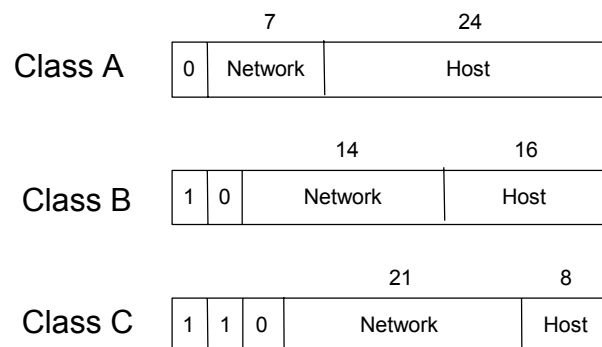 7 24
Class A 0 Network Host
14 16
Class B 1 0 Network Host
21 8
Class C 1 1 0 Network Host